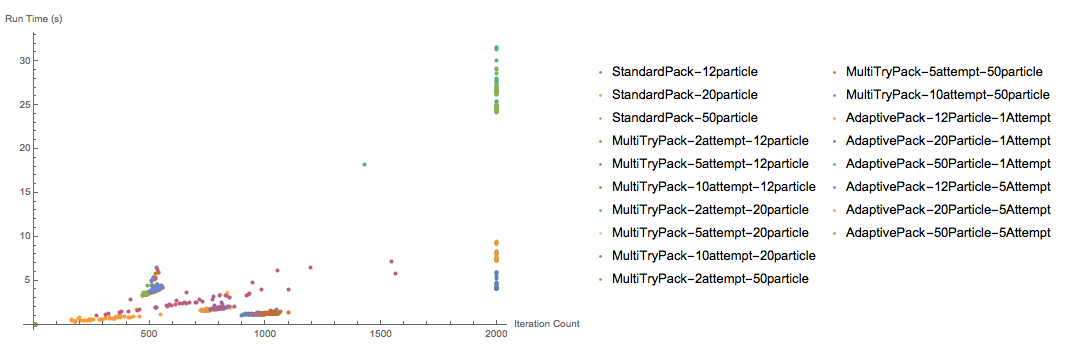 Run Time (s)
30
25
20
15
10
5
500
1000
1500
2000
Iteration Count
StandardPack-12particle
StandardPack-20particle
StandardPack-50particle
MultiTryPack-2attempt-12particle
MultiTryPack-5attempt-12particle
MultiTryPack-10attempt-12particle
MultiTryPack-2attempt-20particle
MultiTryPack-5attempt-20particle
MultiTryPack-10attempt-20particle
MultiTryPack-2attempt-50particle
MultiTryPack-5attempt-50particle
MultiTryPack-10attempt-50particle
AdaptivePack-12Particle-1Attempt
AdaptivePack-20Particle-1Attempt
AdaptivePack-50Particle-1Attempt
AdaptivePack-12Particle-5Attempt
AdaptivePack-20Particle-5Attempt
AdaptivePack-50Particle-5Attempt